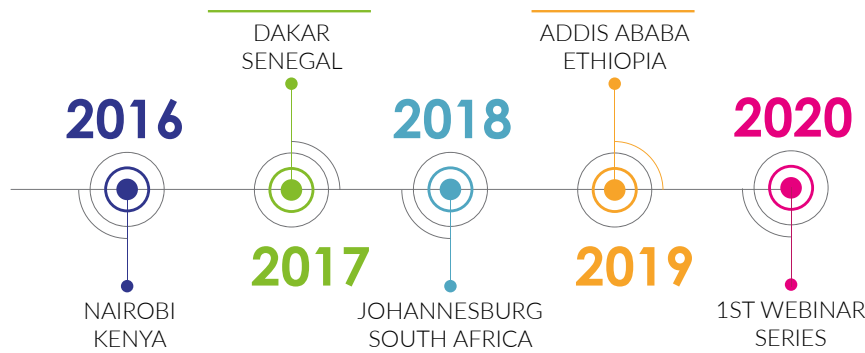 2016
NAIROBI
KENYA
DAKAR
SENEGAL
2017
2018
JOHANNESBURG
SOUTH AFRICA
ADDIS ABABA
ETHIOPIA
2019
2020
1ST WEBINAR
SERIES